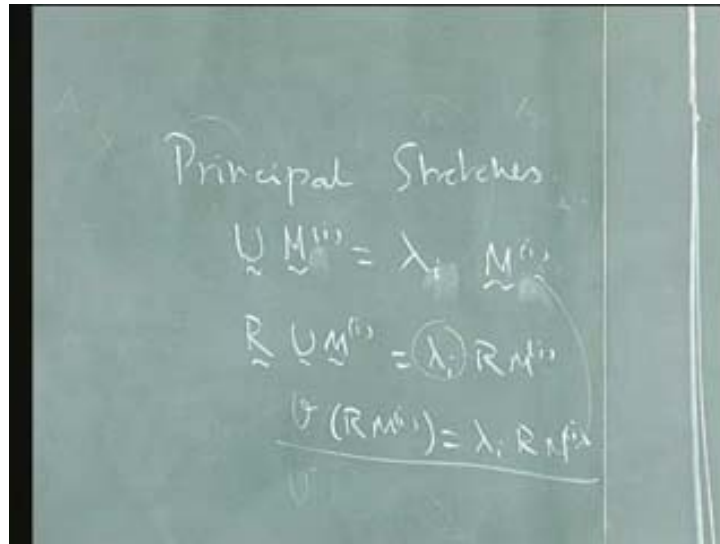 Principal Stretches
U M⁽ⁱ⁾ = λᵢ M⁽ⁱ⁾
R U M⁽ⁱ⁾ = λᵢ R M⁽ⁱ⁾
V (R M⁽ⁱ⁾) = λᵢ R M⁽ⁱ⁾